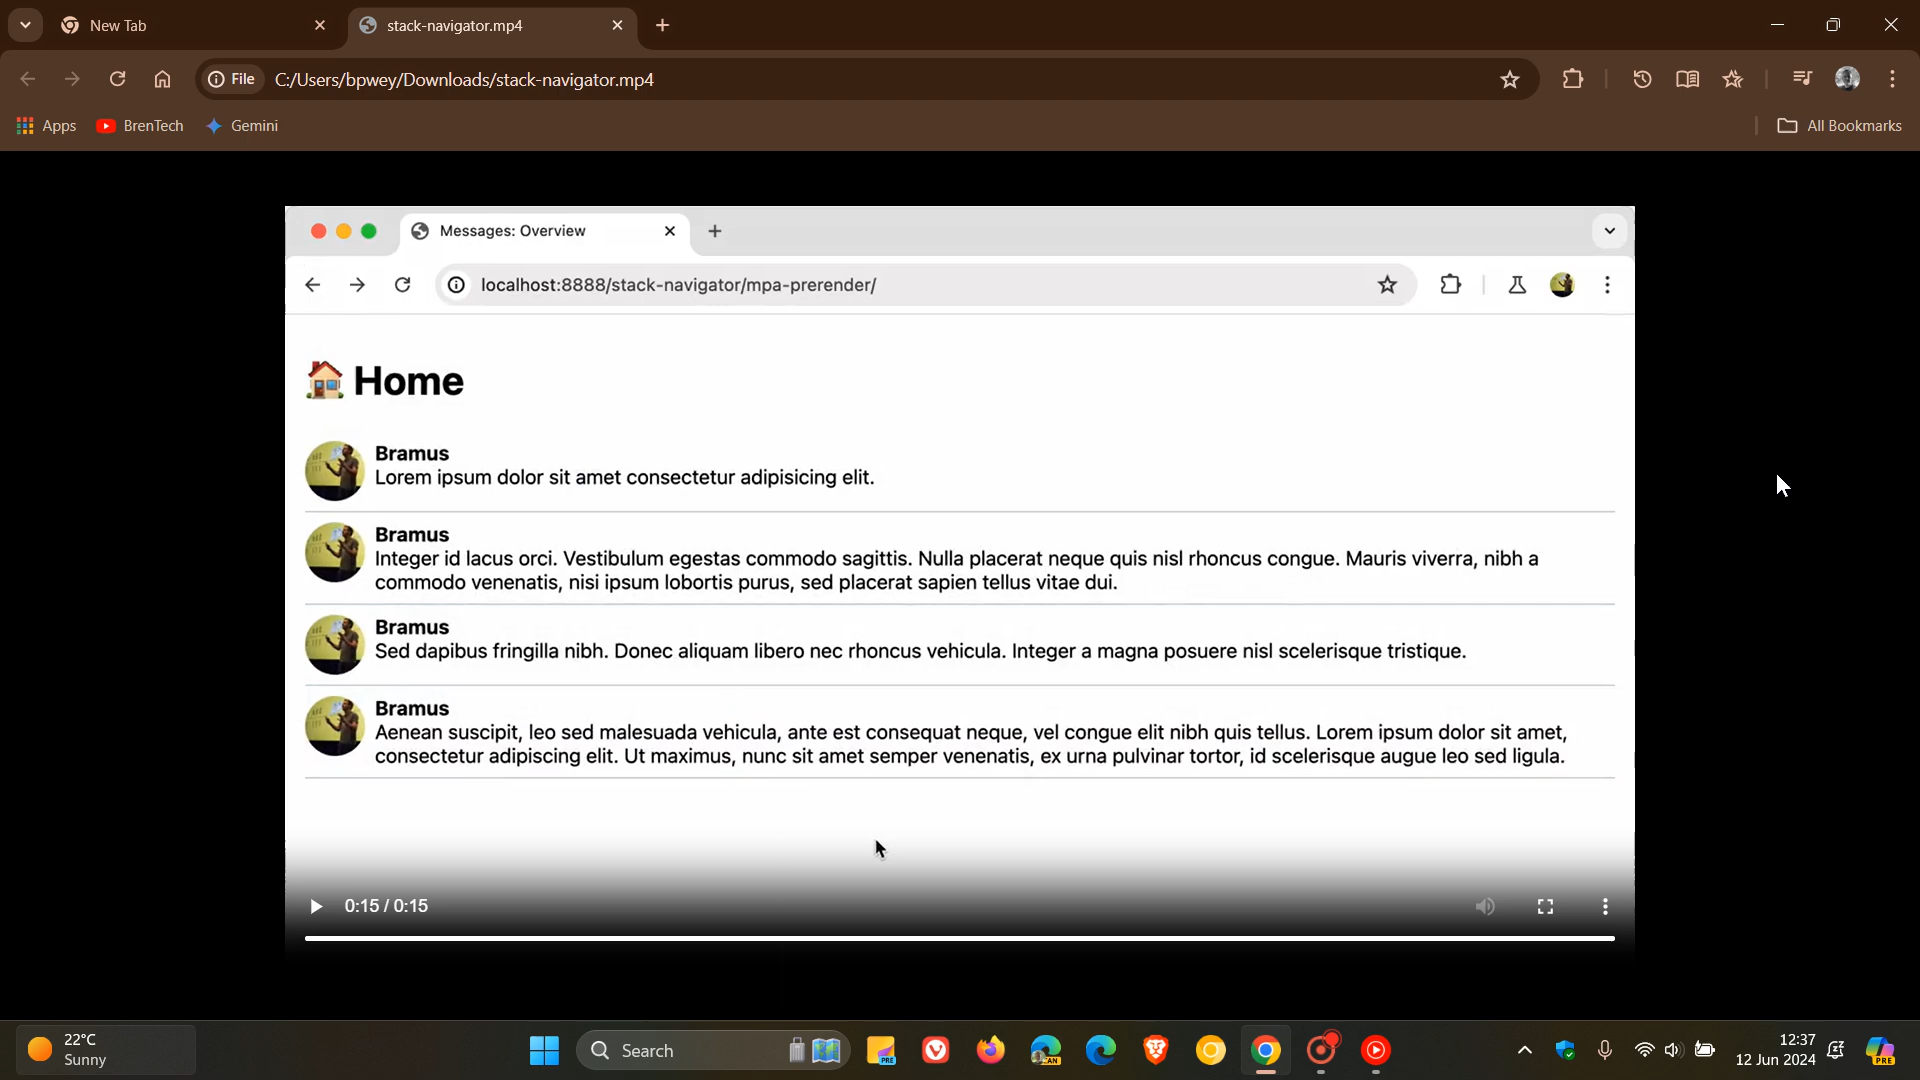 New Tab
stack-navigator.mp4
File
C:/Users/bpwey/Downloads/stack-navigator.mp4
Apps
BrenTech
Gemini
All Bookmarks
Messages: Overview
localhost:8888/stack-navigator/mpa-prerender/
🏠 Home
Bramus
Lorem ipsum dolor sit amet consectetur adipisicing elit.
Bramus
Integer id lacus orci. Vestibulum egestas commodo sagittis. Nulla placerat neque quis nisl rhoncus congue. Mauris viverra, nibh a
commodo venenatis, nisi ipsum lobortis purus, sed placerat sapien tellus vitae dui.
Bramus
Sed dapibus fringilla nibh. Donec aliquam libero nec rhoncus vehicula. Integer a magna posuere nisl scelerisque tristique.
Bramus
Aenean suscipit, leo sed malesuada vehicula, ante est consequat neque, vel congue elit nibh quis tellus. Lorem ipsum dolor sit amet,
consectetur adipiscing elit. Ut maximus, nunc sit amet semper venenatis, ex urna pulvinar tortor, id scelerisque augue leo sed ligula.
0:15 / 0:15
22°C
Sunny
Search
PRE
CAN
12:37
12 Jun 2024
PRE